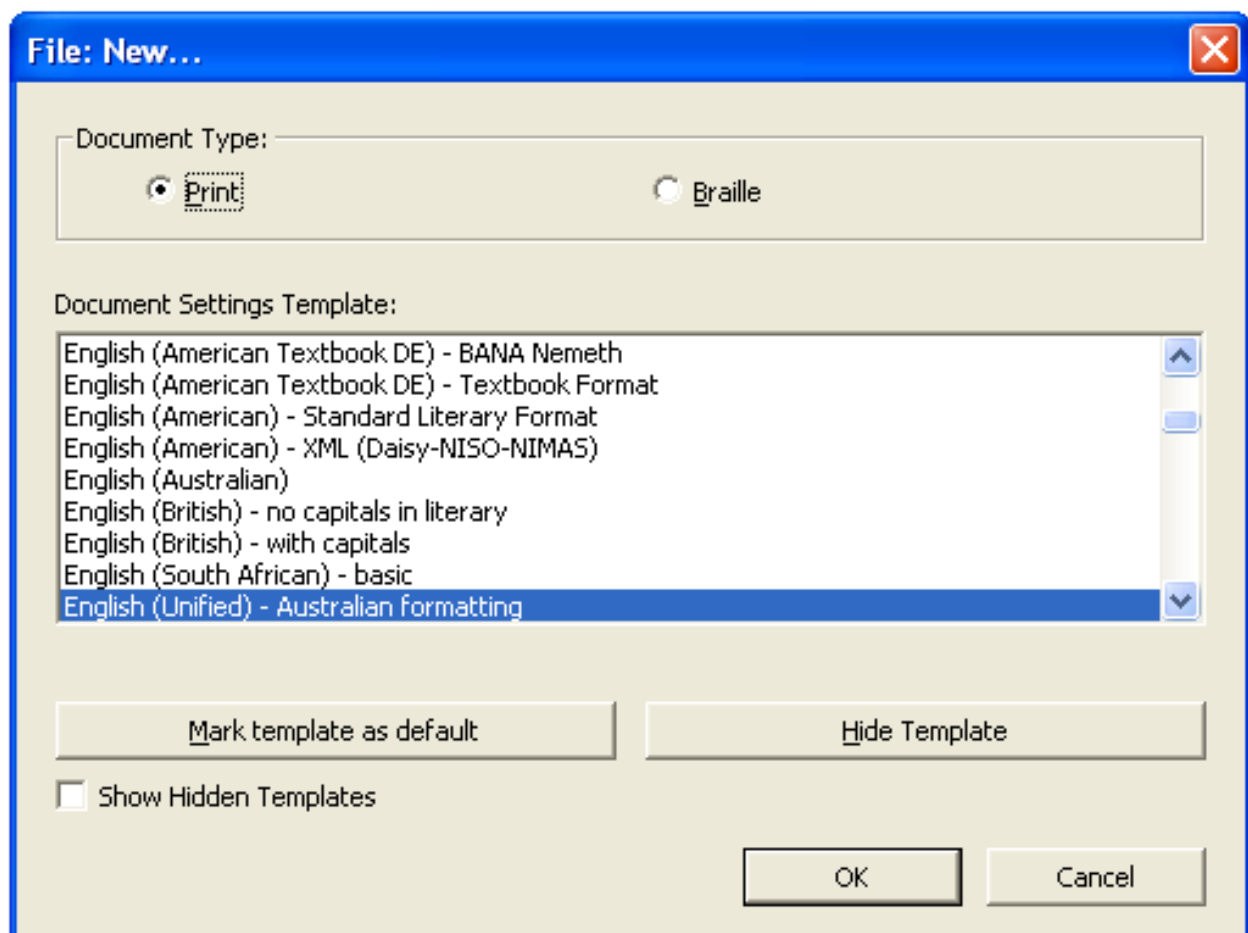 File: New...
Document Type:
Print Braille
Document Settings Template:
English (American Textbook DE) - BANA Nemeth
English (American Textbook DE) - Textbook Format
English (American) - Standard Literary Format
English (American) - XML (Daisy-NISO-NIMAS)
English (Australian)
English (British) - no capitals in literary
English (British) - with capitals
English (South African) - basic
English (Unified) - Australian formatting
Mark template as default Hide Template
Show Hidden Templates
OK Cancel